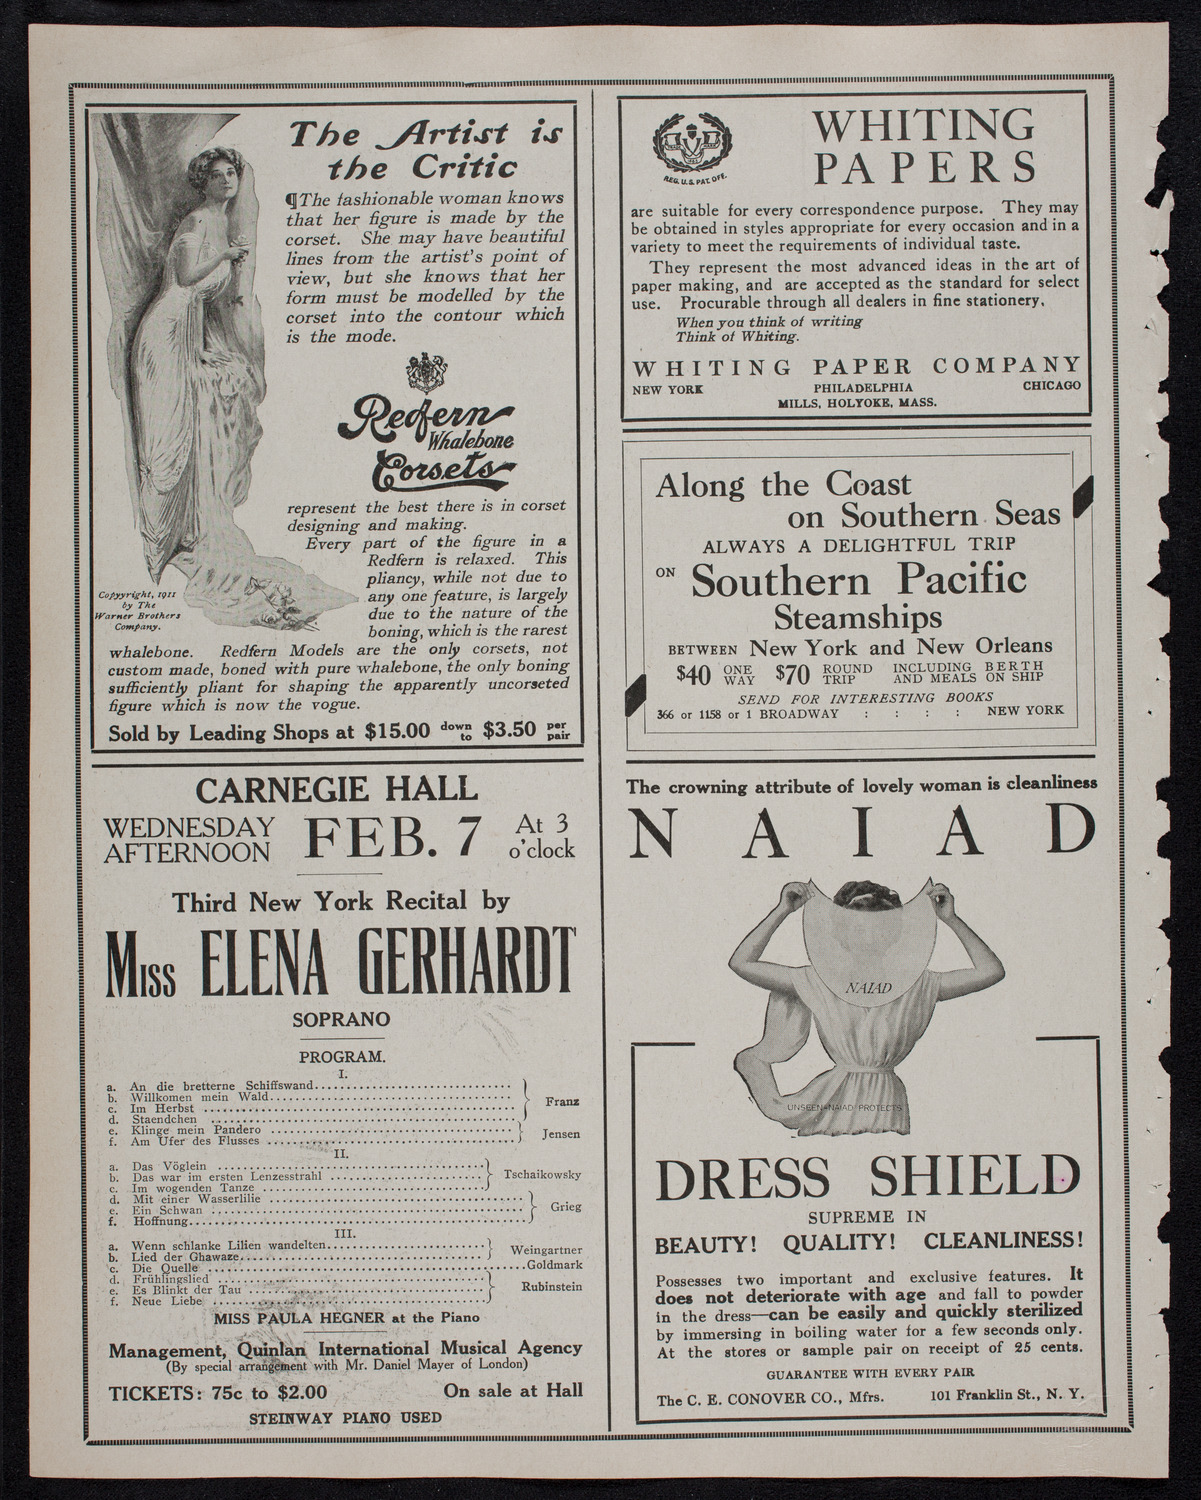 The Artist is
the Critic
¶The fashionable woman knows
that her figure is made by the
corset. She may have beautiful
lines from the artist's point of
view, but she knows that her
form must be modelled by the
corset into the contour which
is the mode.
Redfern
Whalebone
Corsets
represent the best there is in corset
designing and making.
Every part of the figure in a
Redfern is relaxed. This
pliancy, while not due to
any one feature, is largely
due to the nature of the
boning, which is the rarest
whalebone. Redfern Models are the only corsets, not
custom made, boned with pure whalebone, the only boning
sufficiently pliant for shaping the apparently uncorseted
figure which is now the vogue.
Copyright, 1911
by The
Warner Brothers
Company.
Sold by Leading Shops at $15.00 down to $3.50 per pair
CARNEGIE HALL
WEDNESDAY
AFTERNOON
FEB. 7
At 3
o'clock
Third New York Recital by
Miss ELENA GERHARDT
SOPRANO
PROGRAM.
I.
a. An die bretterne Schiffswand
b. Willkomen mein Wald
c. Im Herbst
d. Staendchen
Franz
e. Klinge mein Pandero
f. Am Ufer des Flusses
Jensen
II.
a. Das Vöglein
b. Das war im ersten Lenzesstrahl
c. Im wogenden Tanze
Tschaikowsky
d. Mit einer Wasserlilie
e. Ein Schwan
f. Hoffnung
Grieg
III.
a. Wenn schlanke Lilien wandelten
b. Lied der Ghawaze
Weingartner
c. Die Quelle
Goldmark
d. Frühlingslied
e. Es Blinkt der Tau
f. Neue Liebe
Rubinstein
MISS PAULA HEGNER at the Piano
Management, Quinlan International Musical Agency
(By special arrangement with Mr. Daniel Mayer of London)
TICKETS: 75c to $2.00 On sale at Hall
STEINWAY PIANO USED
REG. U.S. PAT. OFF.
WHITING
PAPERS
are suitable for every correspondence purpose. They may
be obtained in styles appropriate for every occasion and in a
variety to meet the requirements of individual taste.
They represent the most advanced ideas in the art of
paper making, and are accepted as the standard for select
use. Procurable through all dealers in fine stationery.
When you think of writing
Think of Whiting.
WHITING PAPER COMPANY
NEW YORK PHILADELPHIA CHICAGO
MILLS, HOLYOKE, MASS.
Along the Coast
on Southern Seas
ALWAYS A DELIGHTFUL TRIP
ON Southern Pacific
Steamships
BETWEEN New York and New Orleans
$40 ONE WAY $70 ROUND TRIP INCLUDING BERTH AND MEALS ON SHIP
SEND FOR INTERESTING BOOKS
366 or 1158 or 1 BROADWAY : : : : NEW YORK
The crowning attribute of lovely woman is cleanliness
NAIAD
NAIAD
UNSEEN-NAIAD PROTECTS
DRESS SHIELD
SUPREME IN
BEAUTY! QUALITY! CLEANLINESS!
Possesses two important and exclusive features. It
does not deteriorate with age and fall to powder
in the dress—can be easily and quickly sterilized
by immersing in boiling water for a few seconds only.
At the stores or sample pair on receipt of 25 cents.
GUARANTEE WITH EVERY PAIR
The C. E. CONOVER CO., Mfrs. 101 Franklin St., N. Y.